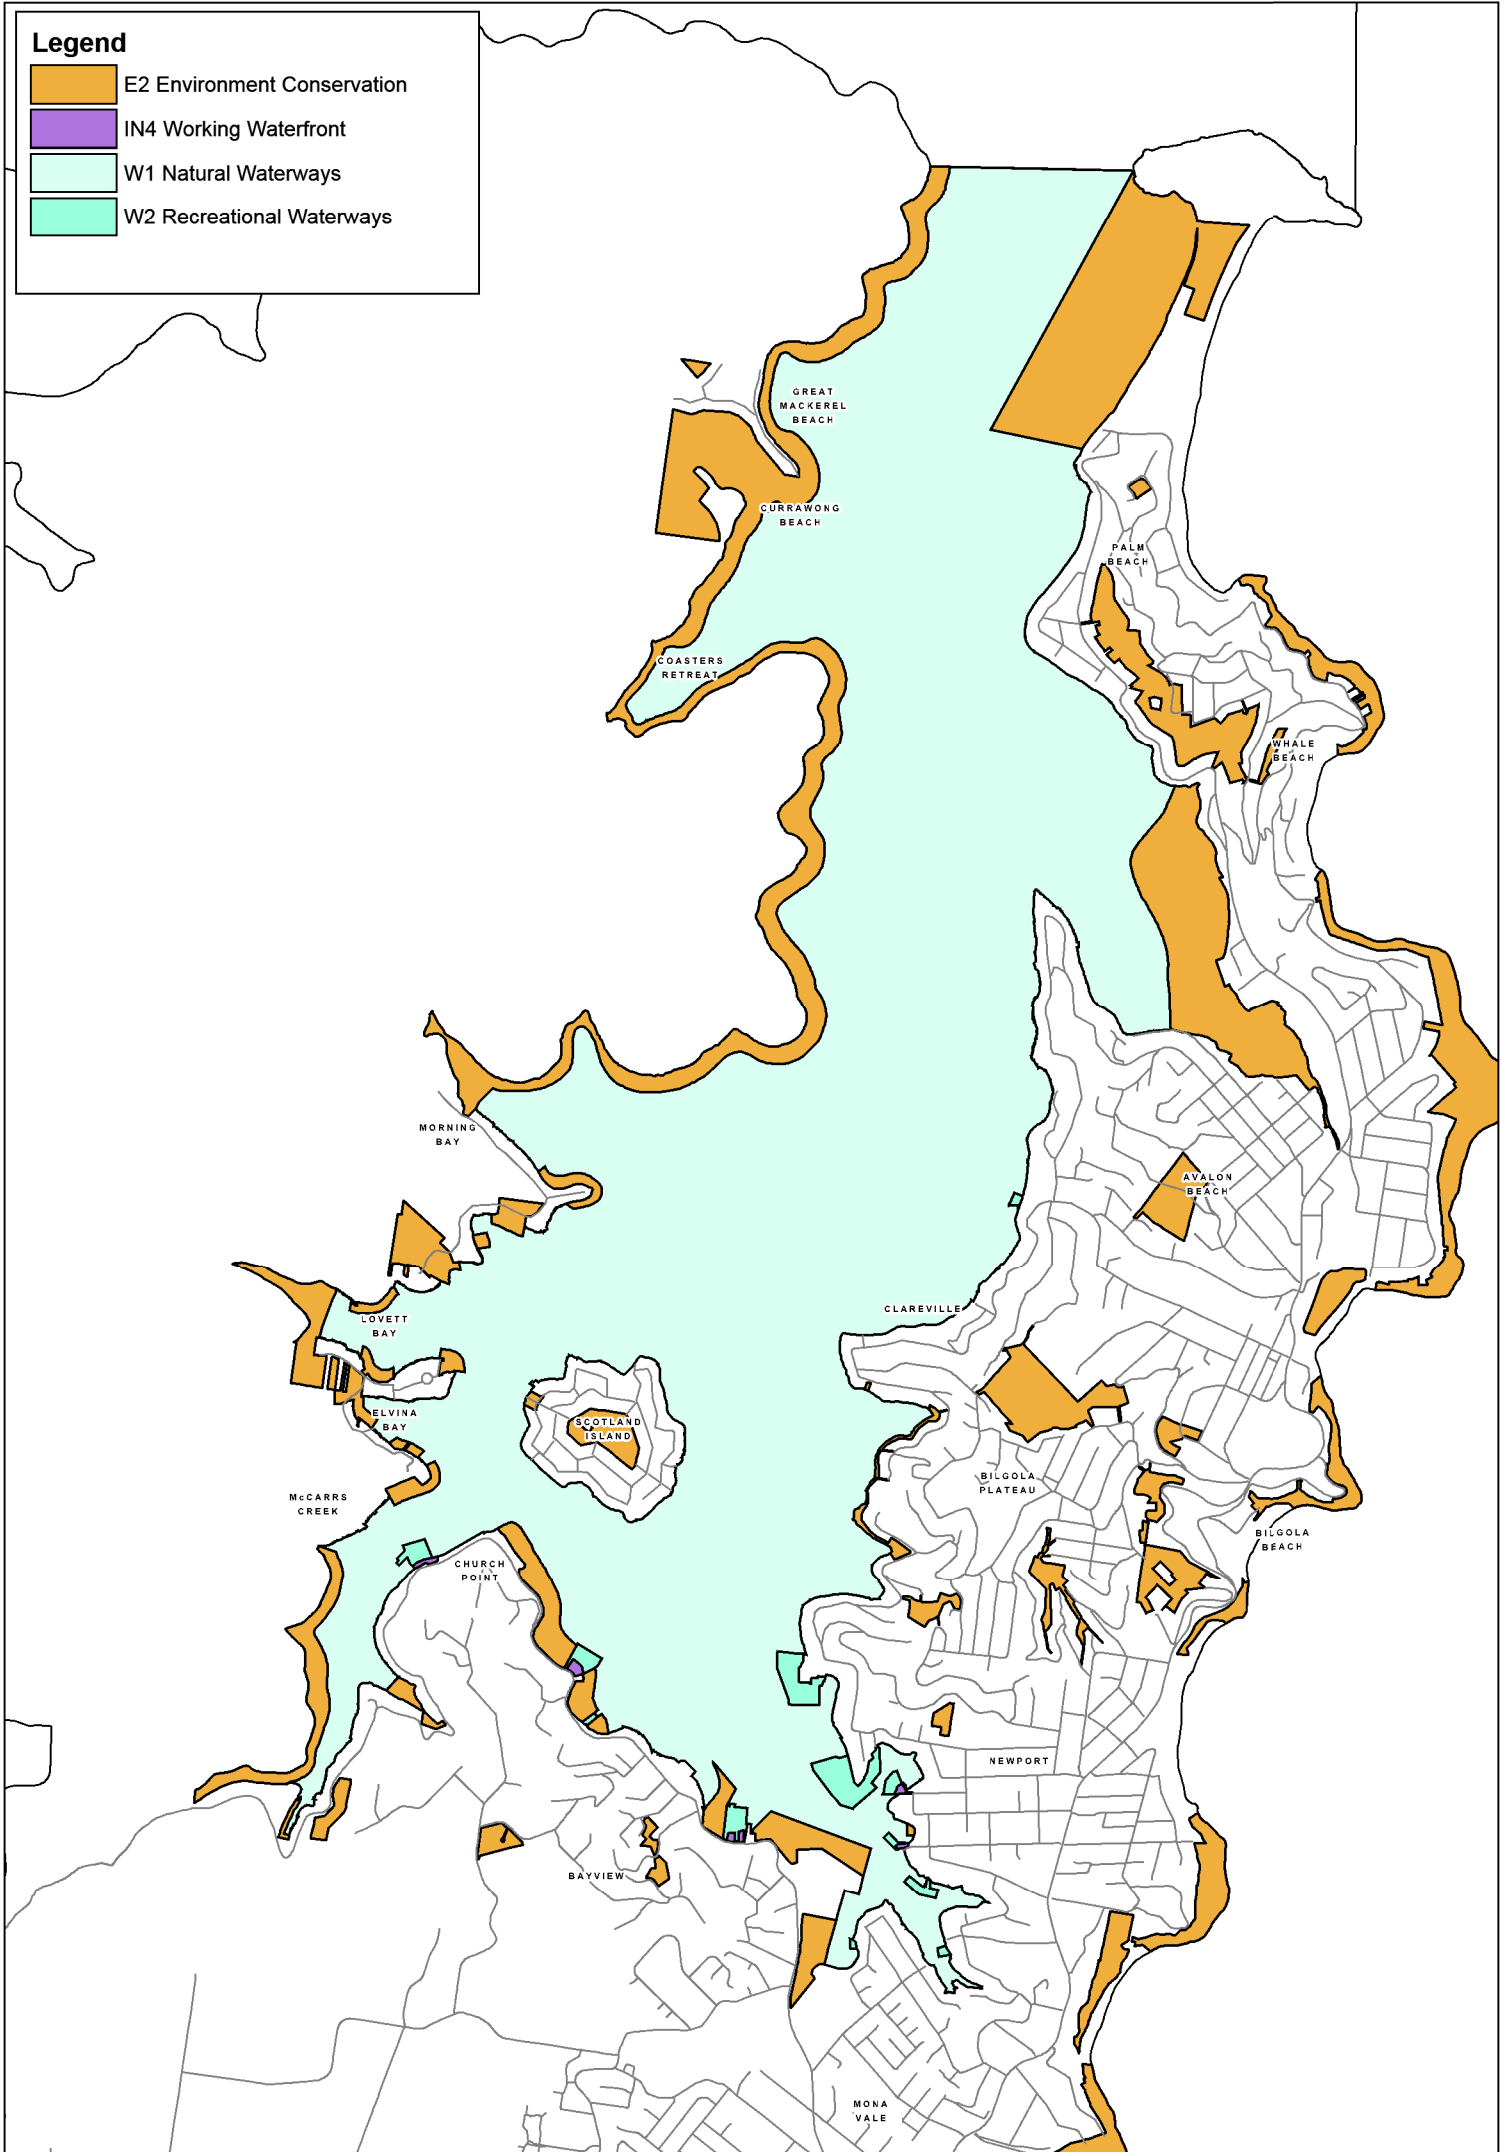 Legend
E2 Environment Conservation
IN4 Working Waterfront
W1 Natural Waterways
W2 Recreational Waterways
GREAT
MACKEREL
BEACH
CURRAWONG
BEACH
PALM
BEACH
COASTERS
RETREAT
WHALE
BEACH
MORNING
BAY
AVALON
BEACH
CLAREVILLE
LOVETT
BAY
ELVINA
BAY
SCOTLAND
ISLAND
BILGOLA
PLATEAU
McCARRS
CREEK
BILGOLA
BEACH
CHURCH
POINT
NEWPORT
BAYVIEW
MONA
VALE